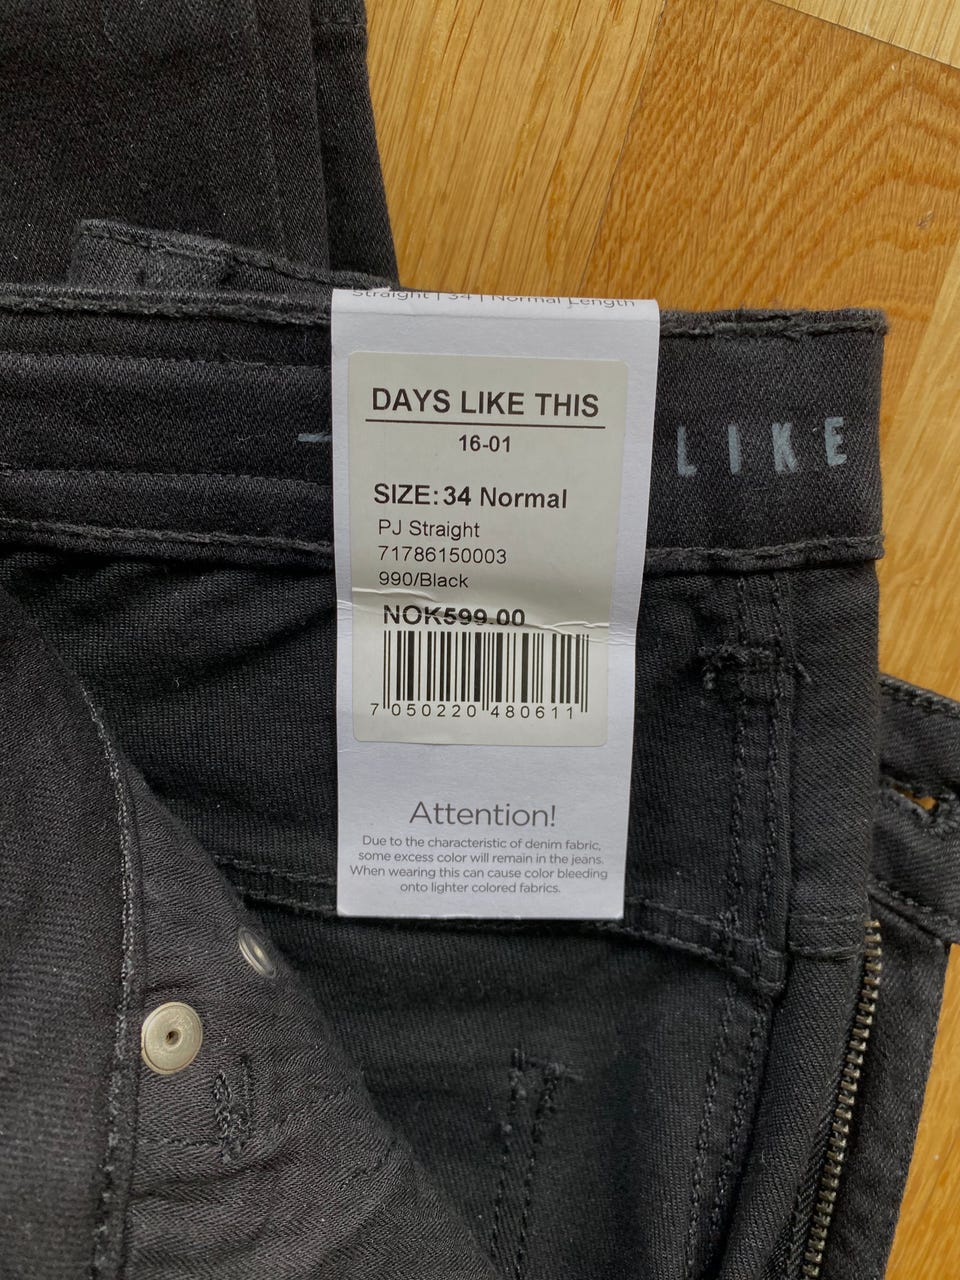 Straight | 34 | Normal Length
DAYS LIKE THIS
16-01
LIKE
SIZE: 34 Normal
PJ Straight
71786150003
990/Black
NOK599.00
7 050220 480611
Attention!
Due to the characteristic of denim fabric,
some excess color will remain in the jeans.
When wearing this can cause color bleeding
onto lighter colored fabrics.